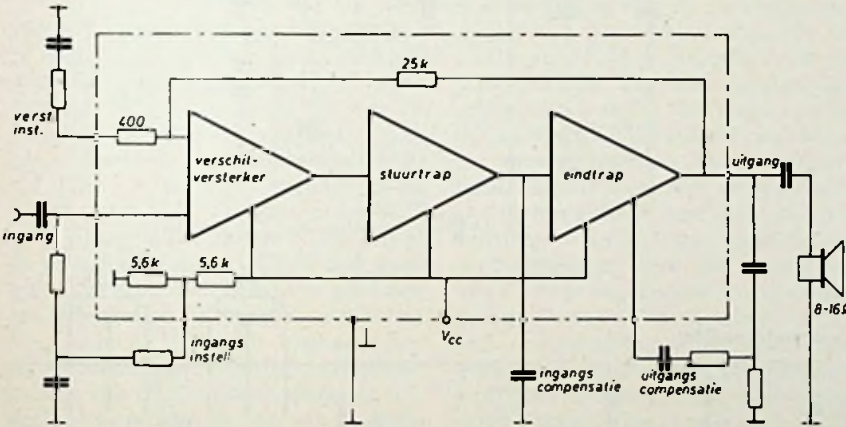 25k
verst.
inst.
400
verschil-
versterker
stuurtrap
eindtrap
uitgang
ingang
5,6k
5,6k
8-16Ω
ingangs
instell.
Vcc
ingangs
compensatie
uitgangs
compensatie